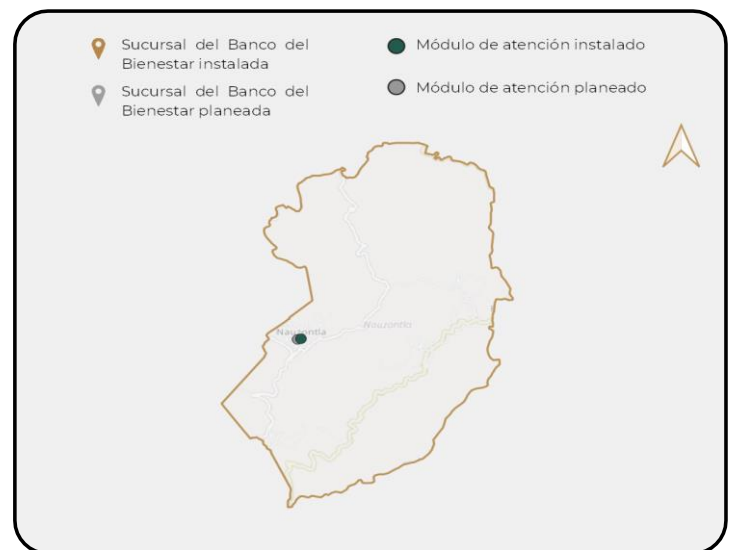 Sucursal del Banco del
Bienestar instalada
Sucursal del Banco del
Bienestar planeada
Módulo de atención instalado
Módulo de atención planeado
Nauzontla
Nauzontla